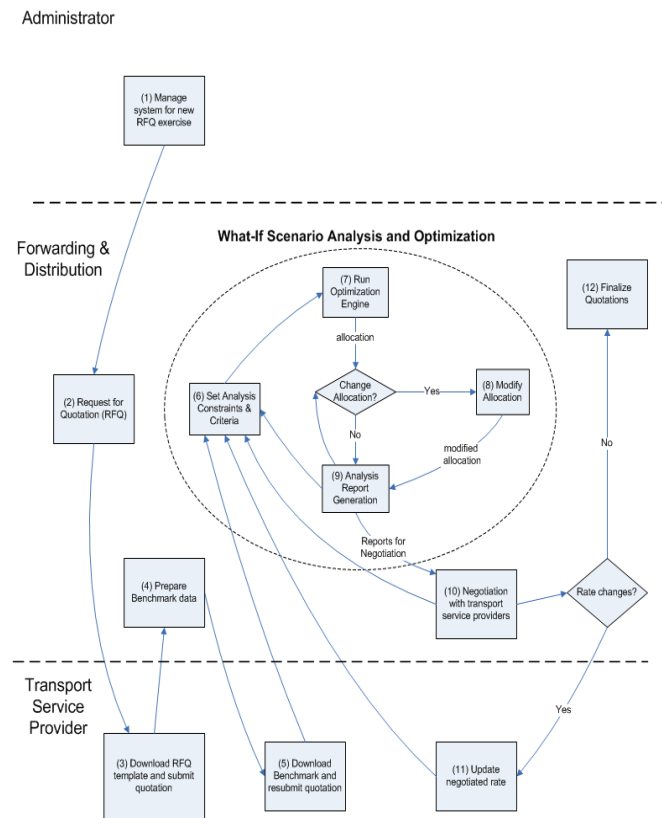 Administrator
(1) Manage
system for new
RFQ exercise
Forwarding &
Distribution
What-If Scenario Analysis and Optimization
(7) Run
Optimization
Engine
(12) Finalize
Quotations
allocation
(2) Request for
Quotation (RFQ)
(6) Set Analysis
Constraints &
Criteria
Change
Allocation?
Yes
(8) Modify
Allocation
No
modified
allocation
No
(9) Analysis
Report
Generation
Reports for
Negotiation
(4) Prepare
Benchmark data
(10) Negotiation
with transport
service providers
Rate changes?
Transport
Service
Provider
Yes
(3) Download RFQ
template and submit
quotation
(5) Download
Benchmark and
resubmit quotation
(11) Update
negotiated rate